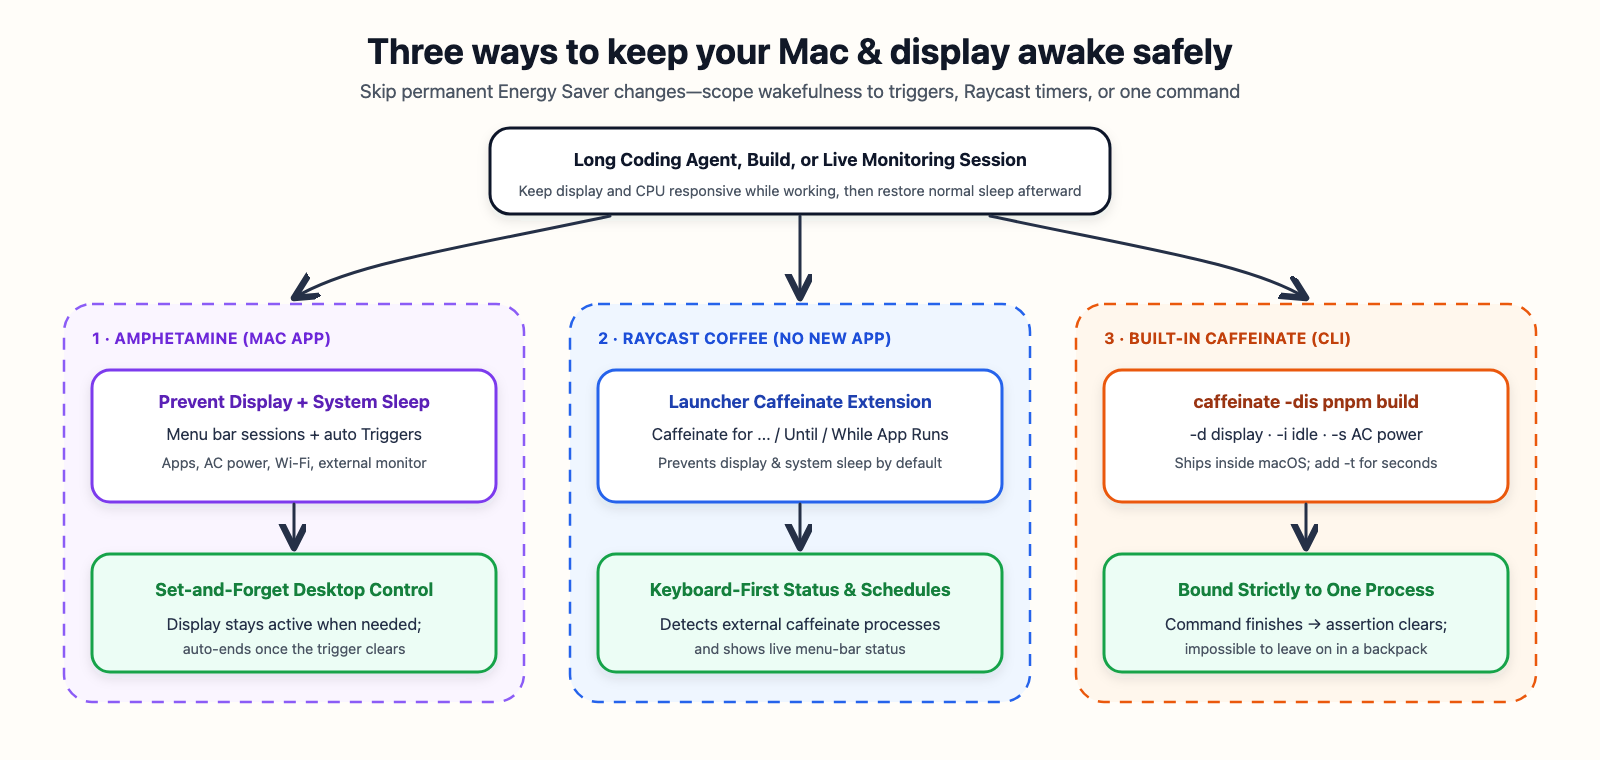 Three ways to keep your Mac & display awake safely
Skip permanent Energy Saver changes—scope wakefulness to triggers, Raycast timers, or one command
Long Coding Agent, Build, or Live Monitoring Session
Keep display and CPU responsive while working, then restore normal sleep afterward
1 · AMPHETAMINE (MAC APP)
Prevent Display + System Sleep
Menu bar sessions + auto Triggers
Apps, AC power, Wi-Fi, external monitor
Set-and-Forget Desktop Control
Display stays active when needed;
auto-ends once the trigger clears
2 · RAYCAST COFFEE (NO NEW APP)
Launcher Caffeinate Extension
Caffeinate for ... / Until / While App Runs
Prevents display & system sleep by default
Keyboard-First Status & Schedules
Detects external caffeinate processes
and shows live menu-bar status
3 · BUILT-IN CAFFEINATE (CLI)
caffeinate -dis pnpm build
-d display · -i idle · -s AC power
Ships inside macOS; add -t for seconds
Bound Strictly to One Process
Command finishes → assertion clears;
impossible to leave on in a backpack